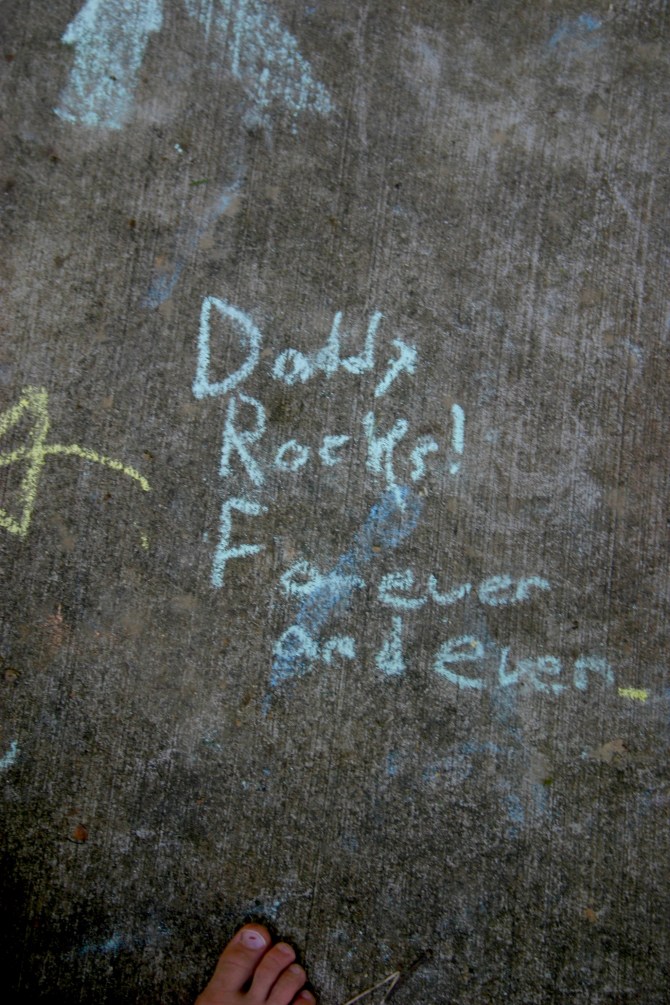 Daddy
Rocks!
Forever
and ever